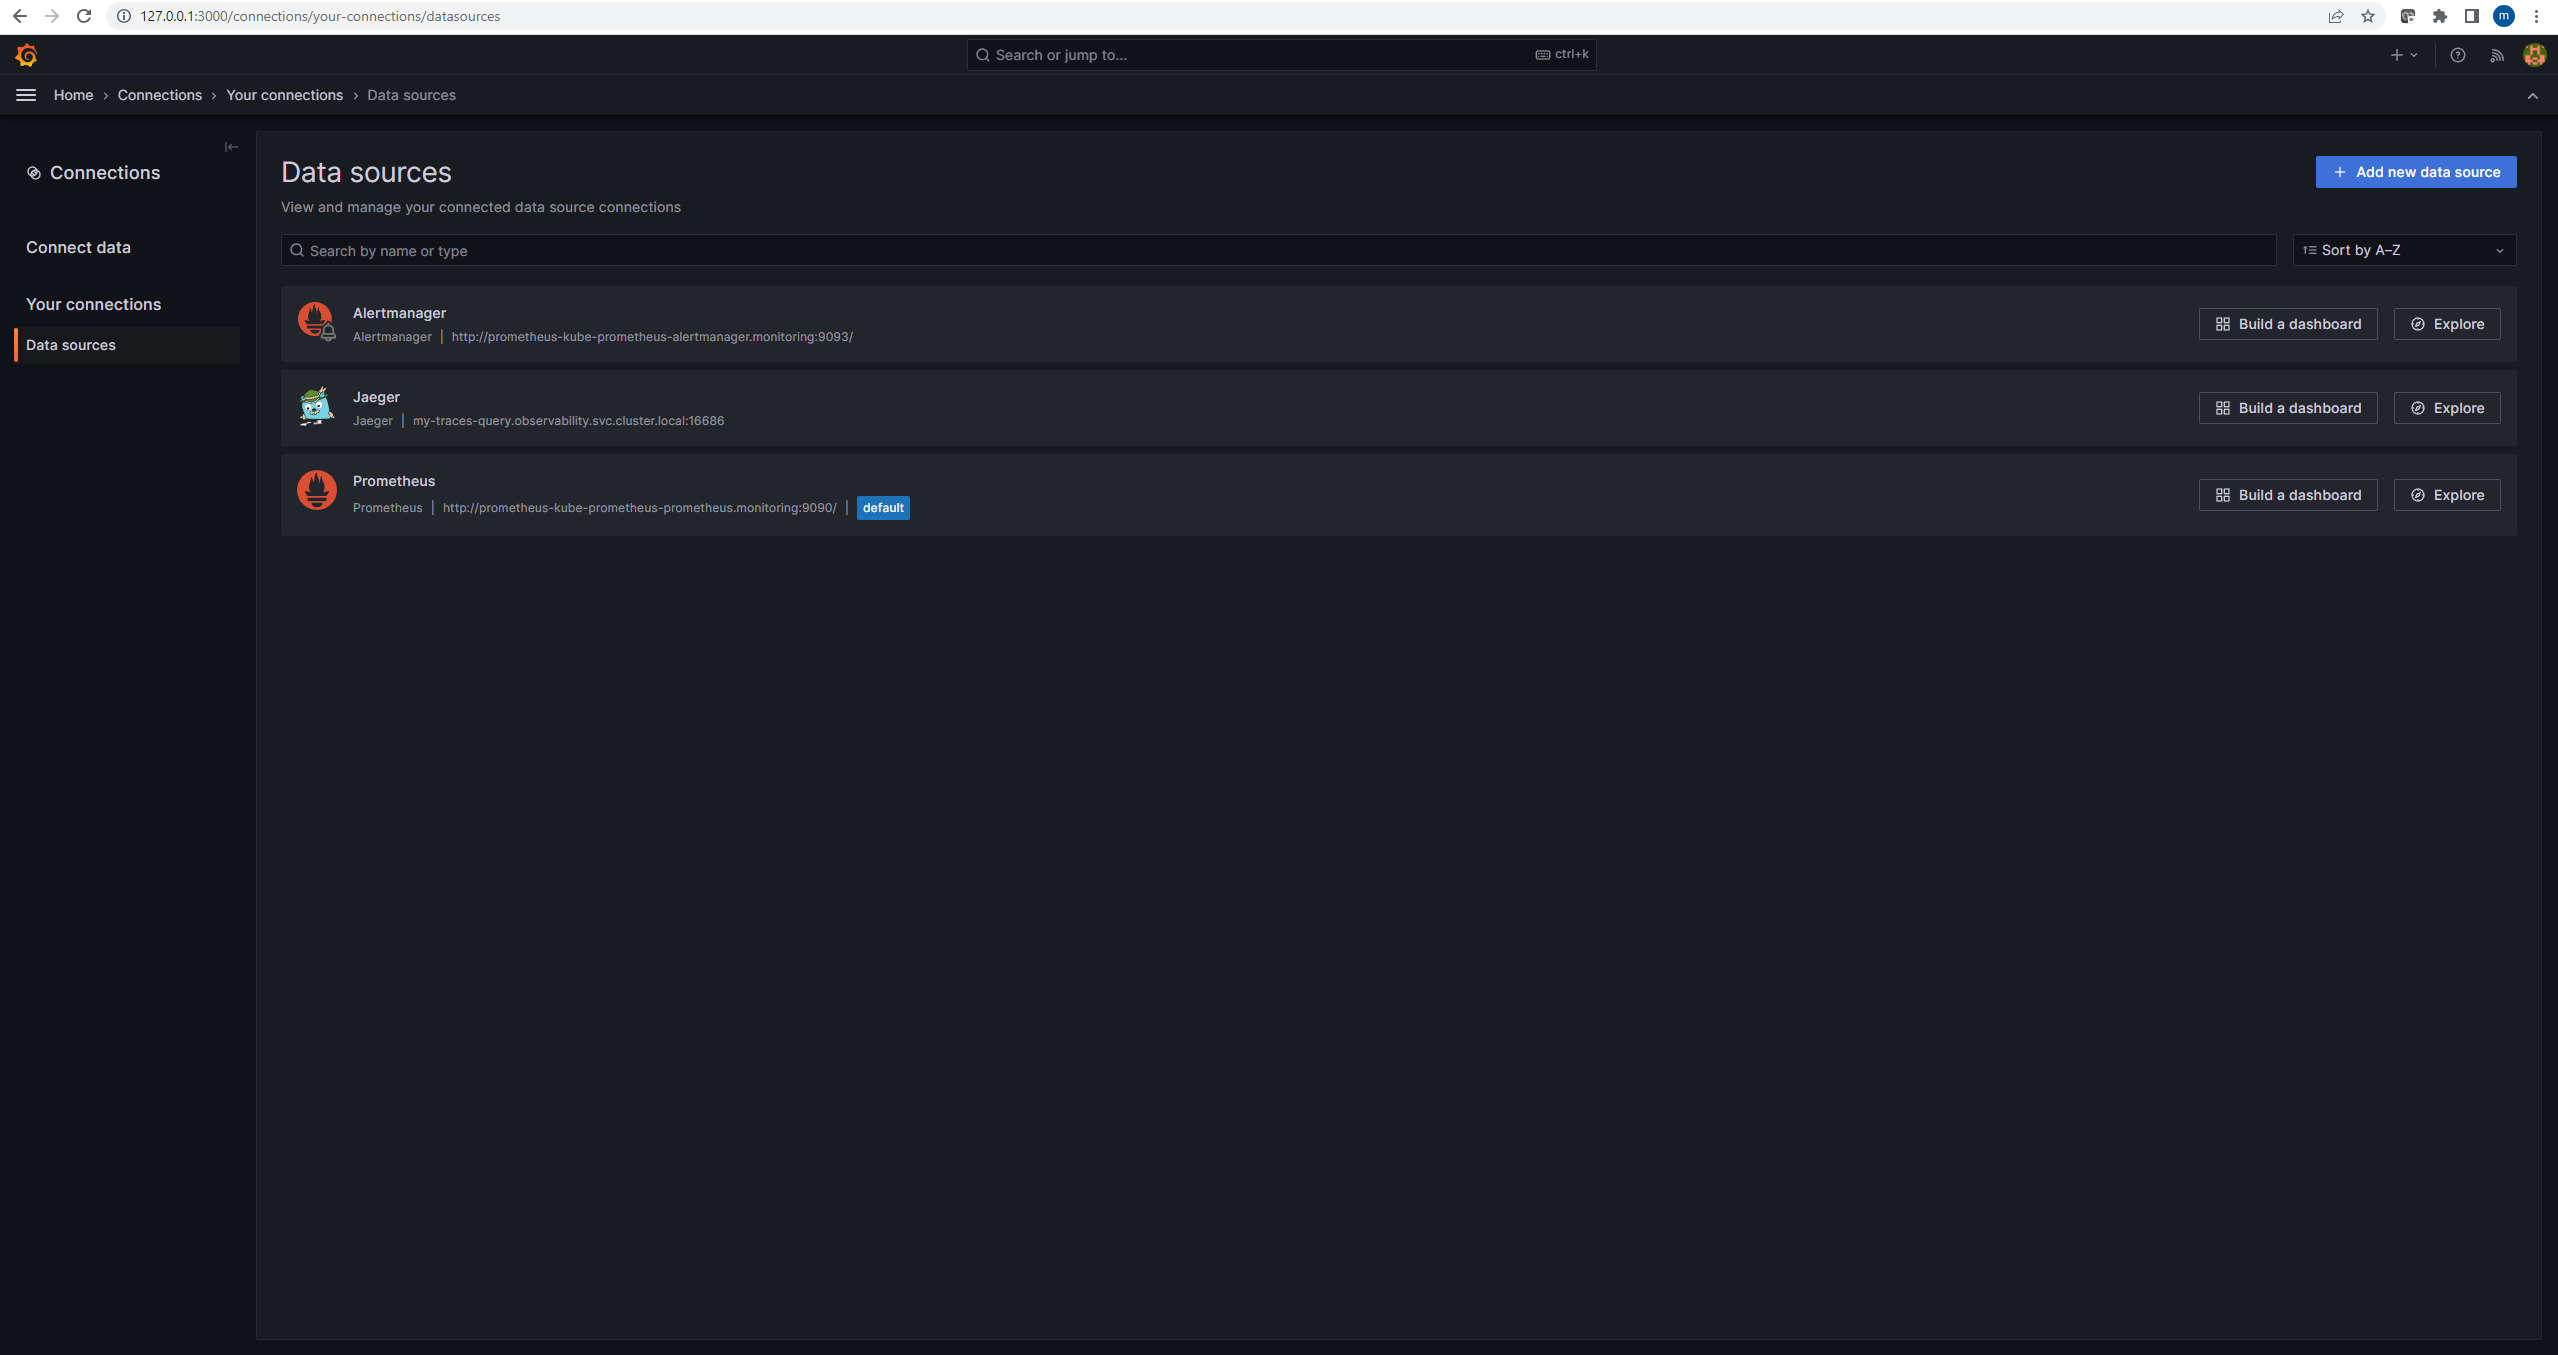 127.0.0.1:3000/connections/your-connections/datasources
m
Search or jump to...
ctrl+k
Home › Connections › Your connections › Data sources
Connections
Connect data
Your connections
Data sources
Data sources
Add new data source
View and manage your connected data source connections
Search by name or type
Sort by A–Z
Alertmanager
Alertmanager | http://prometheus-kube-prometheus-alertmanager.monitoring:9093/
Build a dashboard
Explore
Jaeger
Jaeger | my-traces-query.observability.svc.cluster.local:16686
Build a dashboard
Explore
Prometheus
Prometheus | http://prometheus-kube-prometheus-prometheus.monitoring:9090/ | default
Build a dashboard
Explore